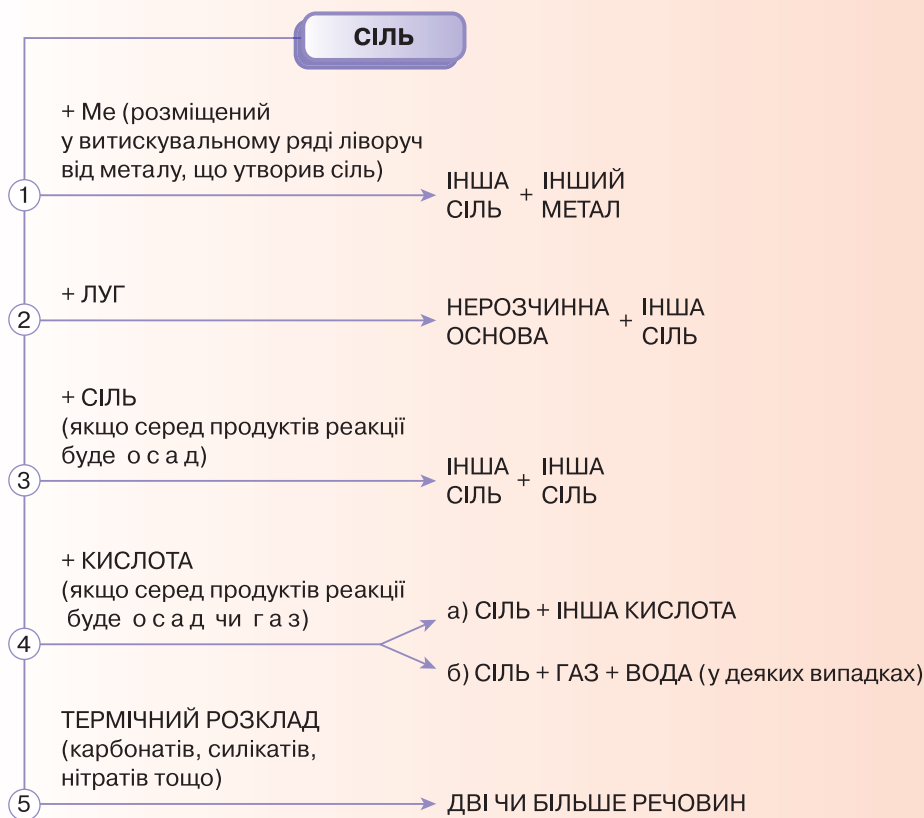 СІЛЬ
+ Ме (розміщений
у витискувальному ряді ліворуч
від металу, що утворив сіль)
1
ІНША + ІНШИЙ
СІЛЬ МЕТАЛ
+ ЛУГ
2
НЕРОЗЧИННА + ІНША
ОСНОВА СІЛЬ
+ СІЛЬ
(якщо серед продуктів реакції
буде о с а д)
3
ІНША + ІНША
СІЛЬ СІЛЬ
+ КИСЛОТА
(якщо серед продуктів реакції
буде о с а д чи г а з)
4
а) СІЛЬ + ІНША КИСЛОТА
б) СІЛЬ + ГАЗ + ВОДА (у деяких випадках)
ТЕРМІЧНИЙ РОЗКЛАД
(карбонатів, силікатів,
нітратів тощо)
5
ДВІ ЧИ БІЛЬШЕ РЕЧОВИН